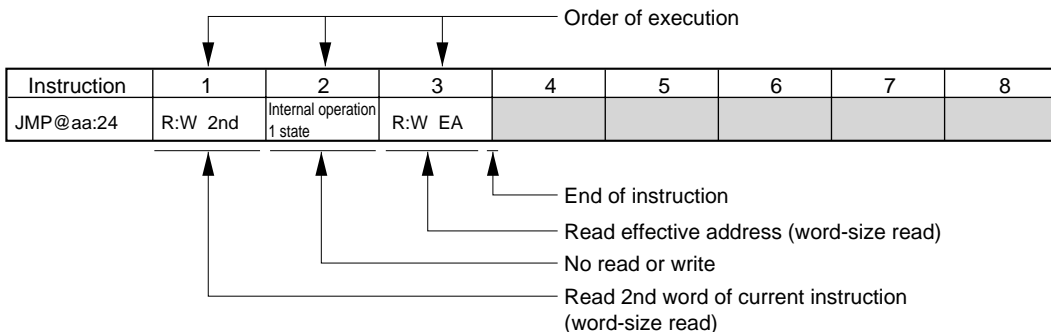 Order of execution
Instruction 1 2 3 4 5 6 7 8
JMP@aa:24 R:W 2nd Internal operation 1 state R:W EA
End of instruction
Read effective address (word-size read)
No read or write
Read 2nd word of current instruction
(word-size read)